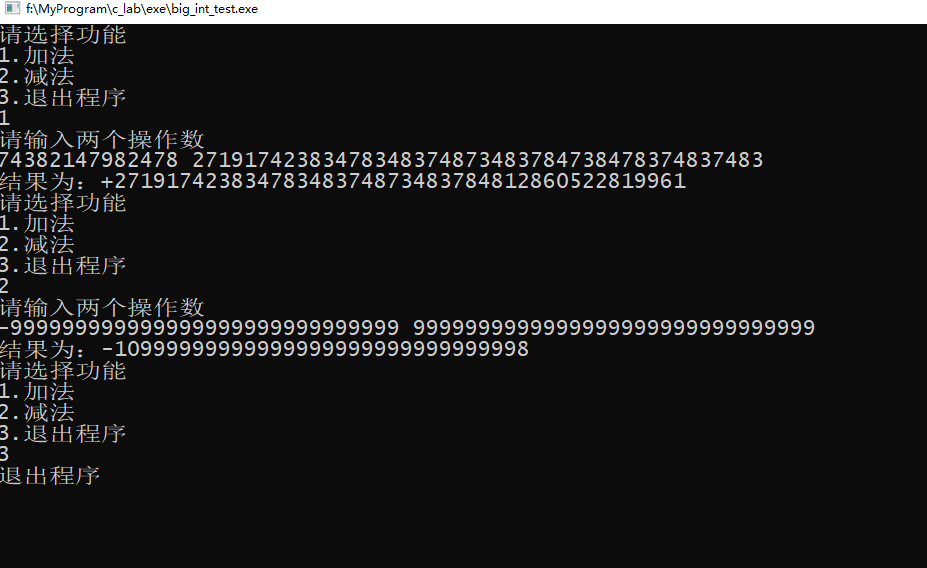 f:\MyProgram\c_lab\exe\big_int_test.exe
请选择功能
1.加法
2.减法
3.退出程序
1
请输入两个操作数
74382147982478 27191742383478348374873483784738478374837483
结果为：+27191742383478348374873483784812860522819961
请选择功能
1.加法
2.减法
3.退出程序
2
请输入两个操作数
-999999999999999999999999999999 9999999999999999999999999999999
结果为：-10999999999999999999999999999998
请选择功能
1.加法
2.减法
3.退出程序
3
退出程序